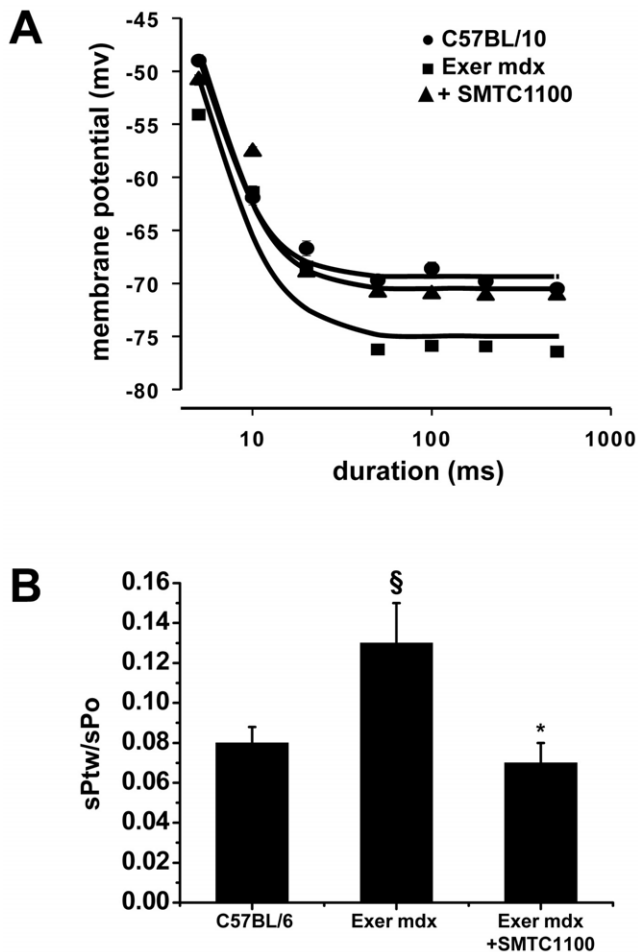 A
membrane potential (mv)
-45
-50
-55
-60
-65
-70
-75
-80
C57BL/10
Exer mdx
+ SMTC1100
10
100
1000
duration (ms)
B
sPtw/sPo
0.16
0.14
0.12
0.10
0.08
0.06
0.04
0.02
0.00
§
*
C57BL/6
Exer mdx
Exer mdx
+SMTC1100